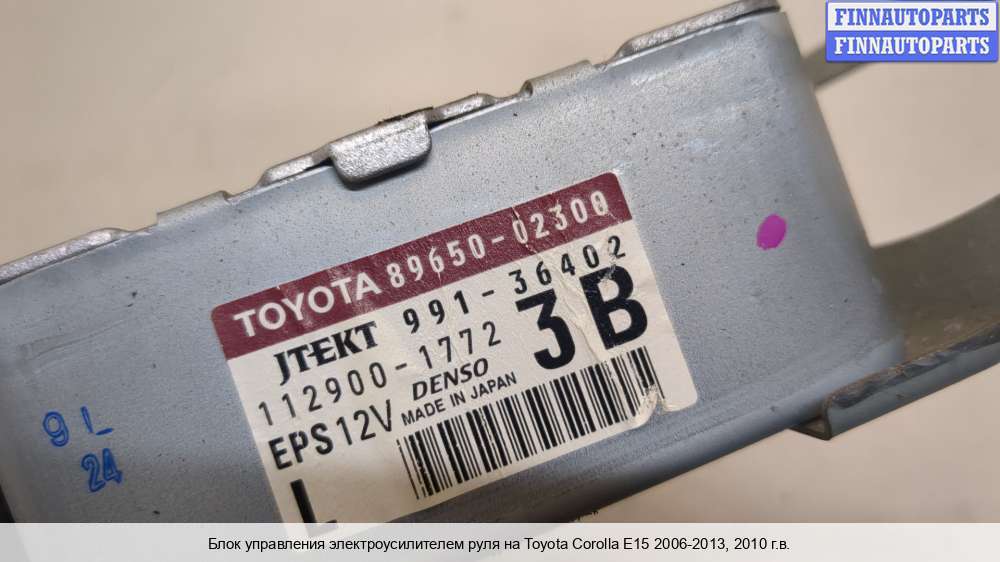 FINNAUTOPARTS
FINNAUTOPARTS
TOYOTA 89650-02300
JTEKT 991-36402
112900-1772 3B
DENSO
EPS12V MADE IN JAPAN
L
9 L
24
Блок управления электроусилителем руля на Toyota Corolla E15 2006-2013, 2010 г.в.